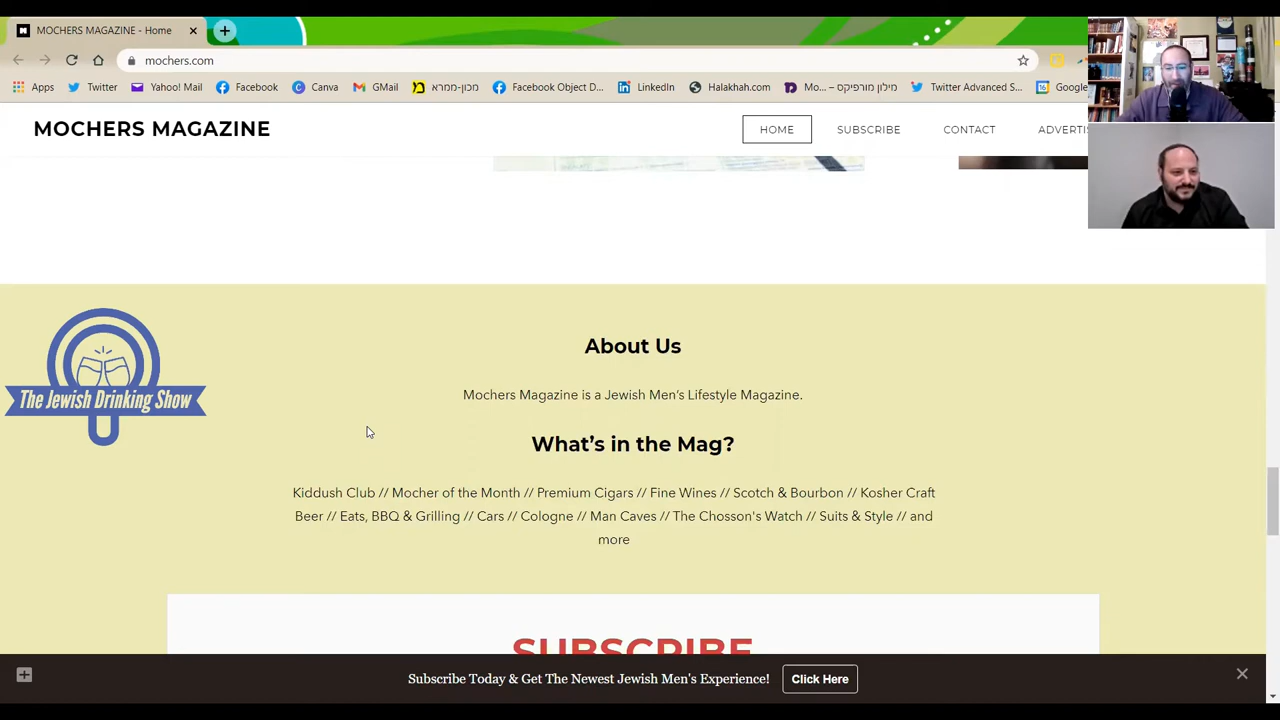 MOCHERS MAGAZINE - Home
mochers.com
Apps Twitter Yahoo! Mail Facebook Canva GMail מכון-ממרא Facebook Object D... LinkedIn Halakhah.com Mo... – מילון מורפיקס Twitter Advanced S... Google
MOCHERS MAGAZINE
HOME SUBSCRIBE CONTACT ADVERTIS
About Us
The Jewish Drinking Show
Mochers Magazine is a Jewish Men’s Lifestyle Magazine.
What’s in the Mag?
Kiddush Club // Mocher of the Month // Premium Cigars // Fine Wines // Scotch & Bourbon // Kosher Craft
Beer // Eats, BBQ & Grilling // Cars // Cologne // Man Caves // The Chosson's Watch // Suits & Style // and
more
SUBSCRIBE
Subscribe Today & Get The Newest Jewish Men's Experience! Click Here